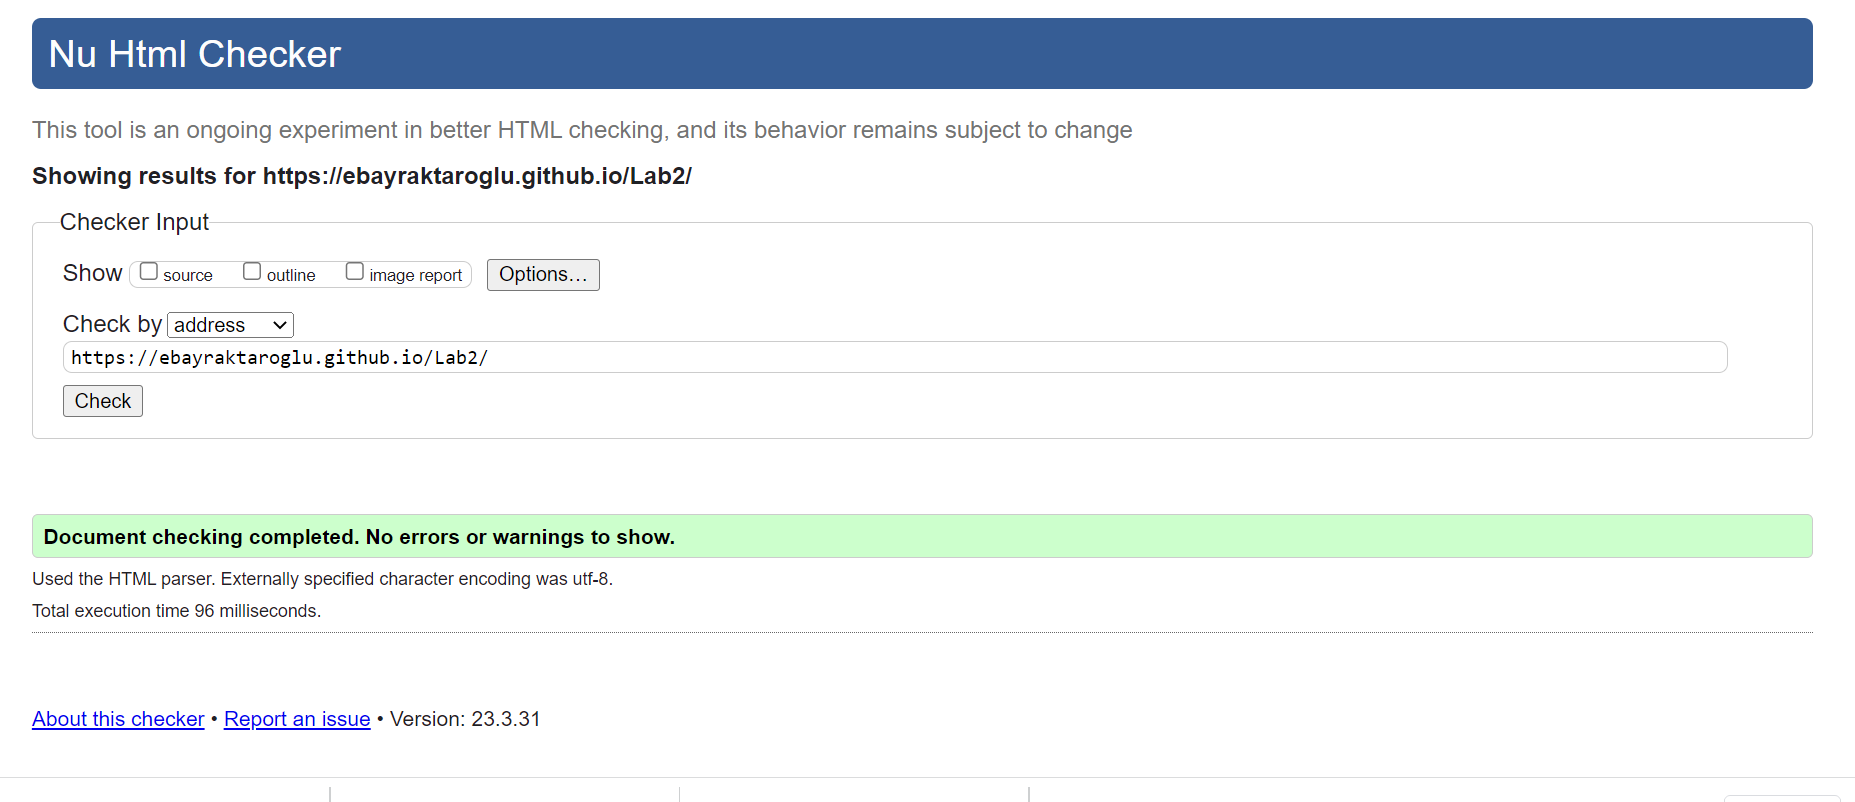 Nu Html Checker
This tool is an ongoing experiment in better HTML checking, and its behavior remains subject to change
Showing results for https://ebayraktaroglu.github.io/Lab2/
Checker Input
Show source outline image report Options...
Check by address
https://ebayraktaroglu.github.io/Lab2/
Check
Document checking completed. No errors or warnings to show.
Used the HTML parser. Externally specified character encoding was utf-8.
Total execution time 96 milliseconds.
About this checker • Report an issue • Version: 23.3.31